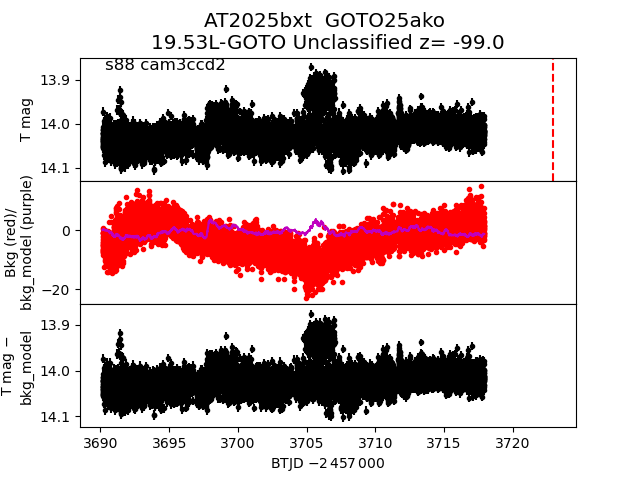 AT2025bxt  GOTO25ako
19.53L-GOTO Unclassified z= -99.0
s88 cam3ccd2
13.9
14.0
14.1
T mag
0
−20
Bkg (red)/
bkg_model (purple)
13.9
14.0
14.1
T mag −
bkg_model
3690 3695 3700 3705 3710 3715 3720
BTJD −2 457 000